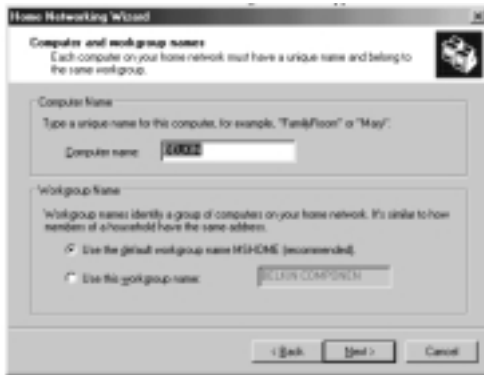 Home Networking Wizard
Computer and workgroup names
Each computer on your home network must have a unique name and belong to
the same workgroup.
Computer Name
Type a unique name for this computer, for example, "FamilyRoom" or "Mary".
Computer name:
BELKIN
Workgroup Name
Workgroup names identify a group of computers on your home network. It's similar to how
members of a household have the same address.
Use the default workgroup name MSHOME (recommended).
Use this workgroup name:
BELKIN COMPONEN
< Back
Next >
Cancel